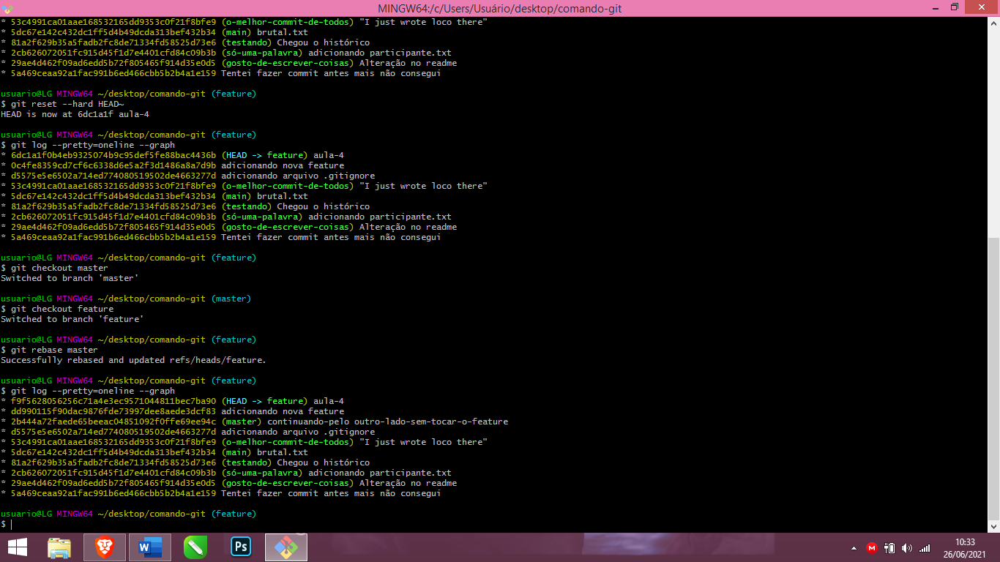 MINGW64:/c/Users/Usuário/desktop/comando-git
* 53c4991ca01aae168532165dd9353c0f21f8bfe9 (o-melhor-commit-de-todos) "I just wrote loco there"
* 5dc67e142c432dc1ff5d4b49dcda313bef432b34 (main) brutal.txt
* 81a2f629b35a5fadb2fc8de71334fd58525d73e6 (testando) Chegou o histórico
* 2cb626072051fc915d45f1d7e4401cfd84c09b3b (só-uma-palavra) adicionando participante.txt
* 29ae4d462f09ad6edd5b72f805465f914d35e0d5 (gosto-de-escrever-coisas) Alteração no readme
* 5a469ceaa92a1fac991b6ed466cbb5b2b4a1e159 Tentei fazer commit antes mais não consegui
usuario@LG MINGW64 ~/desktop/comando-git (feature)
$ git reset --hard HEAD~
HEAD is now at 6dc1a1f aula-4
usuario@LG MINGW64 ~/desktop/comando-git (feature)
$ git log --pretty=oneline --graph
* 6dc1a1f0b4eb9325074b9c95def5fe88bac4436b (HEAD -> feature) aula-4
* 0c4fe8359cd7cf6c6338d6e5a2f3d1486a8a7d9b adicionando nova feature
* d5575e5e6502a714ed774080519502de4663277d adicionando arquivo .gitignore
* 53c4991ca01aae168532165dd9353c0f21f8bfe9 (o-melhor-commit-de-todos) "I just wrote loco there"
* 5dc67e142c432dc1ff5d4b49dcda313bef432b34 (main) brutal.txt
* 81a2f629b35a5fadb2fc8de71334fd58525d73e6 (testando) Chegou o histórico
* 2cb626072051fc915d45f1d7e4401cfd84c09b3b (só-uma-palavra) adicionando participante.txt
* 29ae4d462f09ad6edd5b72f805465f914d35e0d5 (gosto-de-escrever-coisas) Alteração no readme
* 5a469ceaa92a1fac991b6ed466cbb5b2b4a1e159 Tentei fazer commit antes mais não consegui
usuario@LG MINGW64 ~/desktop/comando-git (feature)
$ git checkout master
Switched to branch 'master'
usuario@LG MINGW64 ~/desktop/comando-git (master)
$ git checkout feature
Switched to branch 'feature'
usuario@LG MINGW64 ~/desktop/comando-git (feature)
$ git rebase master
Successfully rebased and updated refs/heads/feature.
usuario@LG MINGW64 ~/desktop/comando-git (feature)
$ git log --pretty=oneline --graph
* f9f5628056256c71a4e3ec9571044811bec7ba90 (HEAD -> feature) aula-4
* dd990115f90dac9876fde73997dee8aede3dcf83 adicionando nova feature
* 2b444a72faede65beeac04851092f0ffe69ee94c (master) continuando-pelo outro-lado-sem-tocar-o-feature
* d5575e5e6502a714ed774080519502de4663277d adicionando arquivo .gitignore
* 53c4991ca01aae168532165dd9353c0f21f8bfe9 (o-melhor-commit-de-todos) "I just wrote loco there"
* 5dc67e142c432dc1ff5d4b49dcda313bef432b34 (main) brutal.txt
* 81a2f629b35a5fadb2fc8de71334fd58525d73e6 (testando) Chegou o histórico
* 2cb626072051fc915d45f1d7e4401cfd84c09b3b (só-uma-palavra) adicionando participante.txt
* 29ae4d462f09ad6edd5b72f805465f914d35e0d5 (gosto-de-escrever-coisas) Alteração no readme
* 5a469ceaa92a1fac991b6ed466cbb5b2b4a1e159 Tentei fazer commit antes mais não consegui
usuario@LG MINGW64 ~/desktop/comando-git (feature)
$
W
Ps
M
10:33
26/06/2021